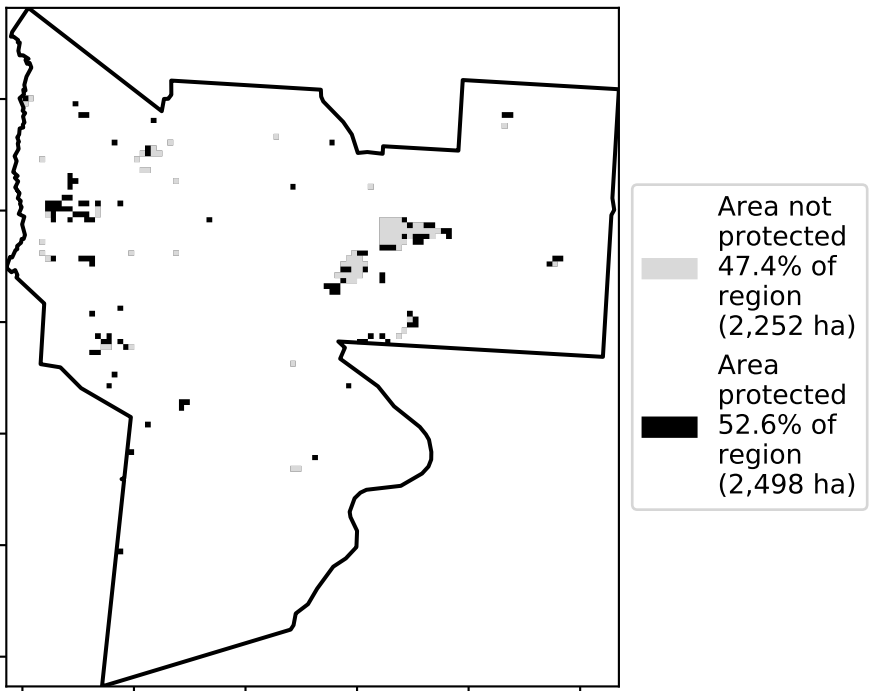 Area not
protected
47.4% of
region
(2,252 ha)
Area
protected
52.6% of
region
(2,498 ha)